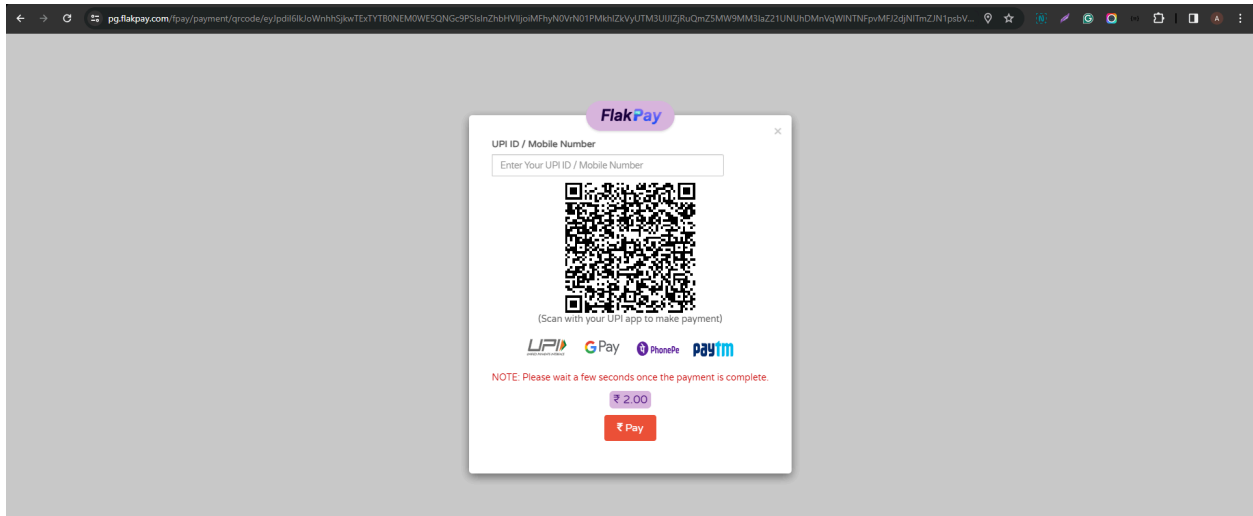 pg.flakpay.com/fpay/payment/qrcode/
FlakPay
×
UPI ID / Mobile Number
Enter Your UPI ID / Mobile Number
(Scan with your UPI app to make payment)
UPI G Pay PhonePe paytm
NOTE: Please wait a few seconds once the payment is complete.
₹ 2.00
₹ Pay